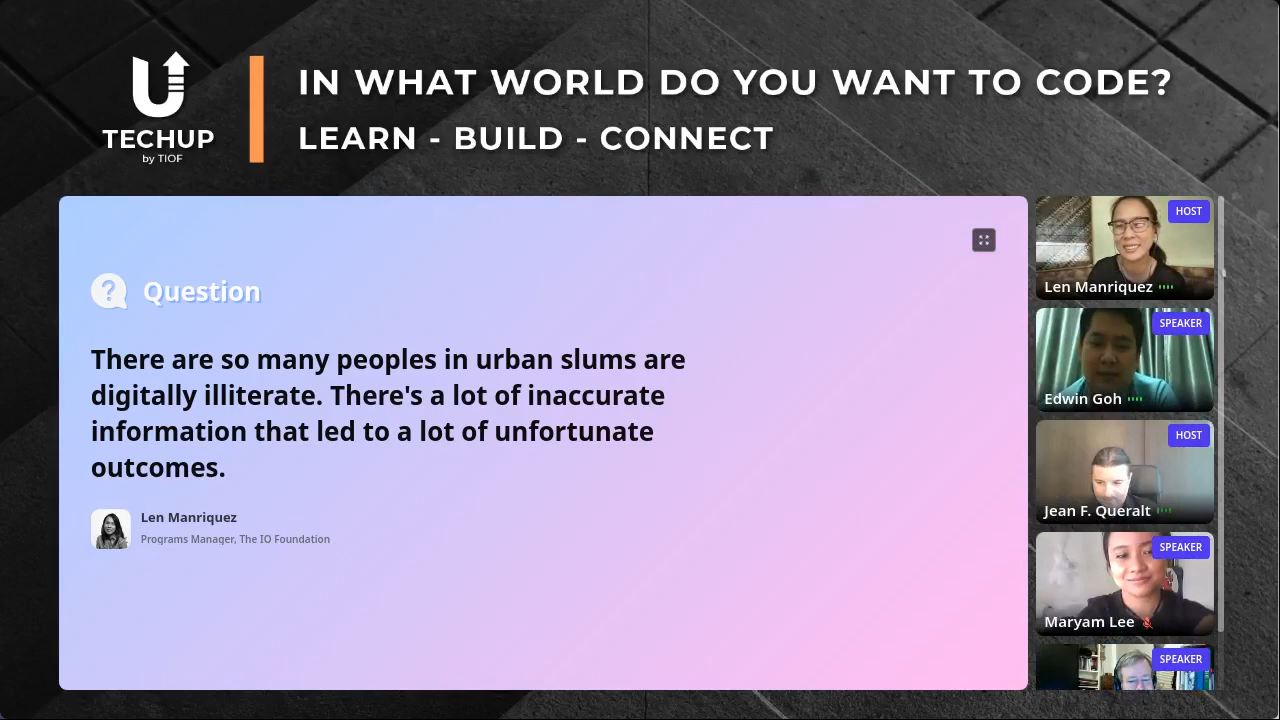 TECHUP
by TIOF
IN WHAT WORLD DO YOU WANT TO CODE?
LEARN - BUILD - CONNECT
Question
There are so many peoples in urban slums are
digitally illiterate. There's a lot of inaccurate
information that led to a lot of unfortunate
outcomes.
Len Manriquez
Programs Manager, The IO Foundation
HOST
Len Manriquez
SPEAKER
Edwin Goh
HOST
Jean F. Queralt
SPEAKER
Maryam Lee
SPEAKER